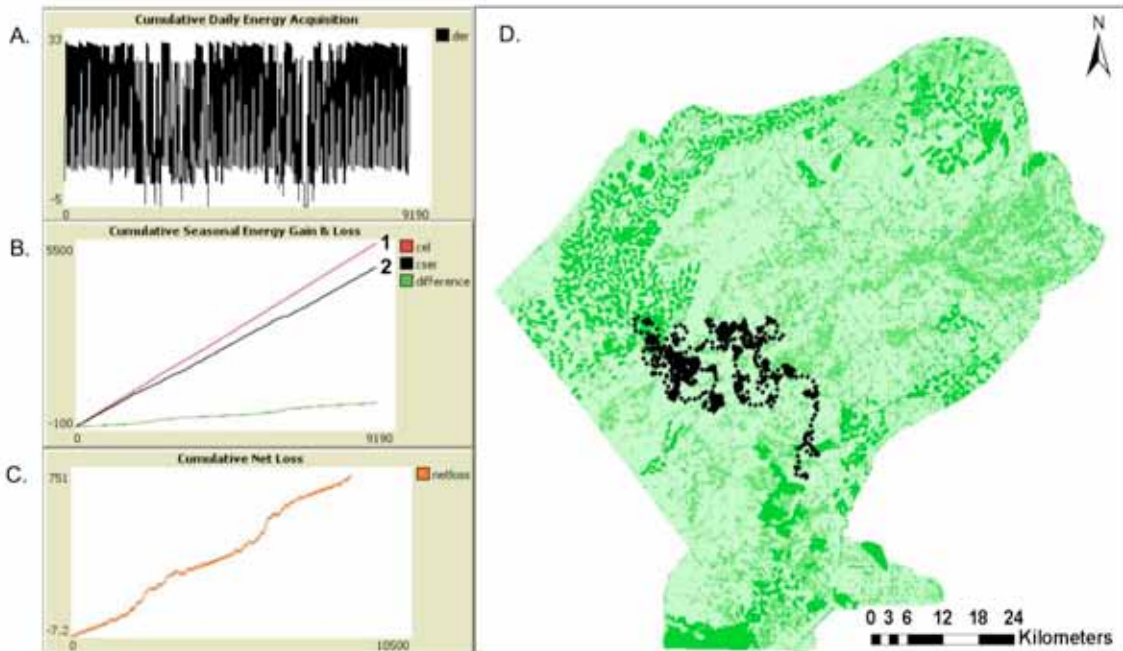 A.
Cumulative Daily Energy Acquisition
33
der
-5
0
9190
B.
Cumulative Seasonal Energy Gain & Loss
5500
1
2
cel
cser
difference
-100
0
9190
C.
Cumulative Net Loss
751
netloss
-7.2
0
10500
D.
N
0 3 6 12 18 24
Kilometers